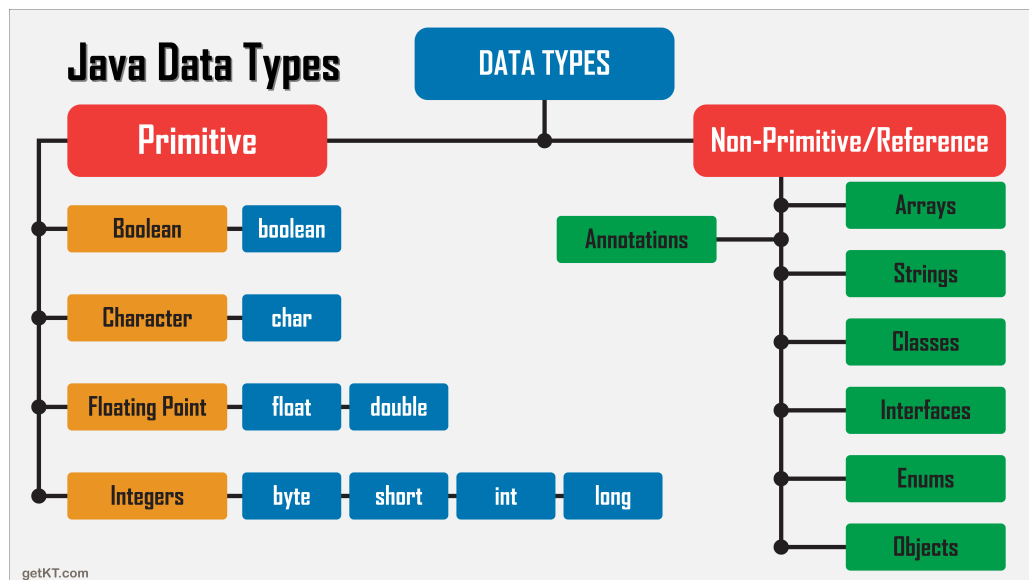 Java Data Types
DATA TYPES
Primitive
Non-Primitive/Reference
Boolean
boolean
Character
char
Floating Point
float
double
Integers
byte
short
int
long
Annotations
Arrays
Strings
Classes
Interfaces
Enums
Objects
getKT.com